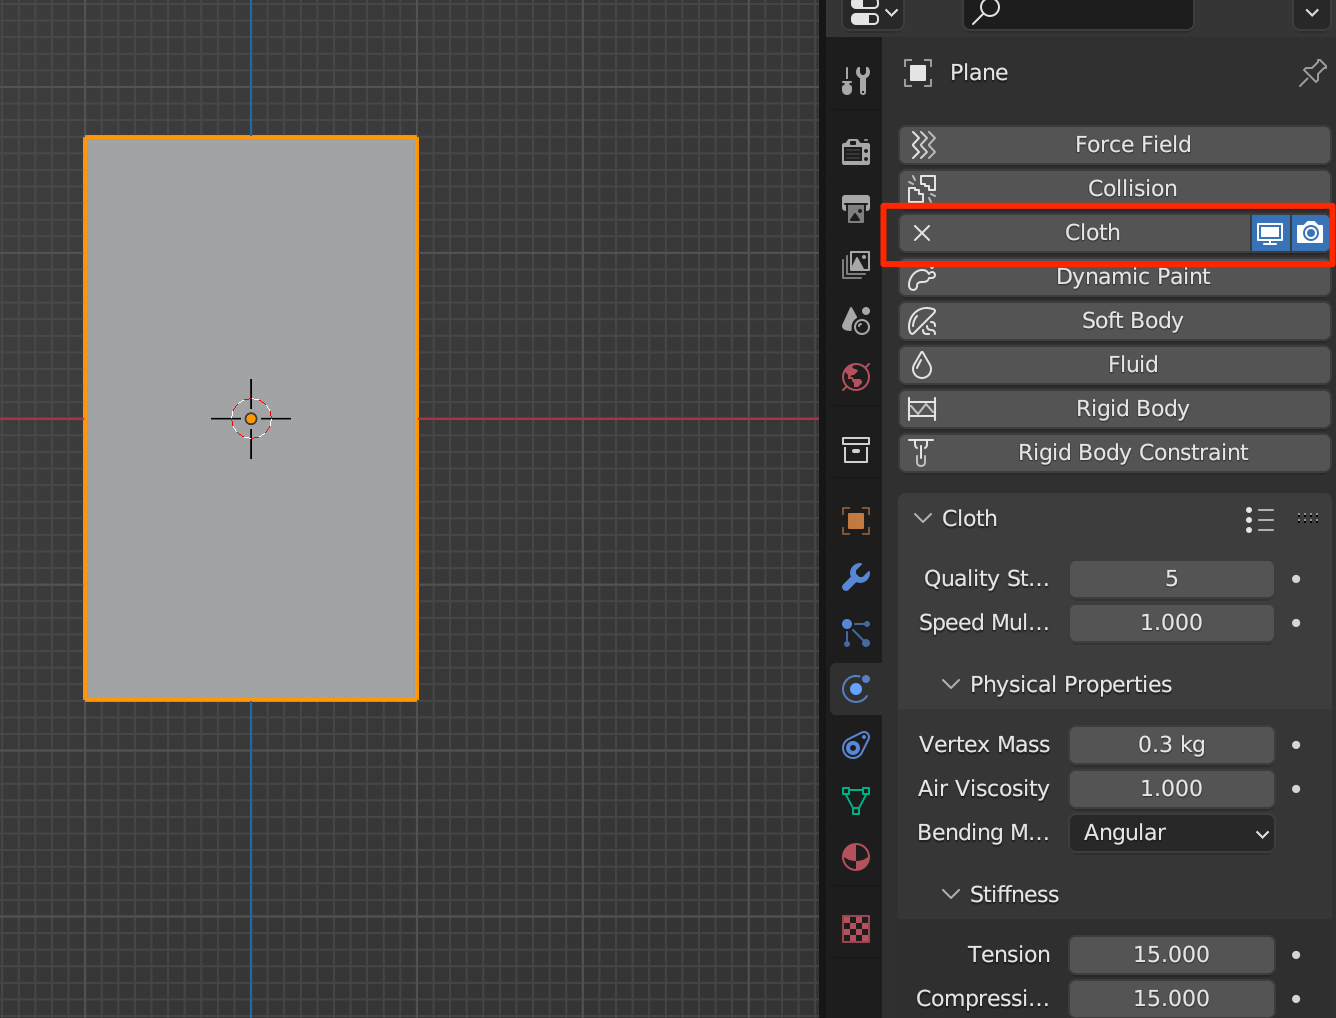 Plane
Force Field
Collision
Cloth
Dynamic Paint
Soft Body
Fluid
Rigid Body
Rigid Body Constraint
Cloth
Quality St... 5
Speed Mul... 1.000
Physical Properties
Vertex Mass 0.3 kg
Air Viscosity 1.000
Bending M... Angular
Stiffness
Tension 15.000
Compressi... 15.000